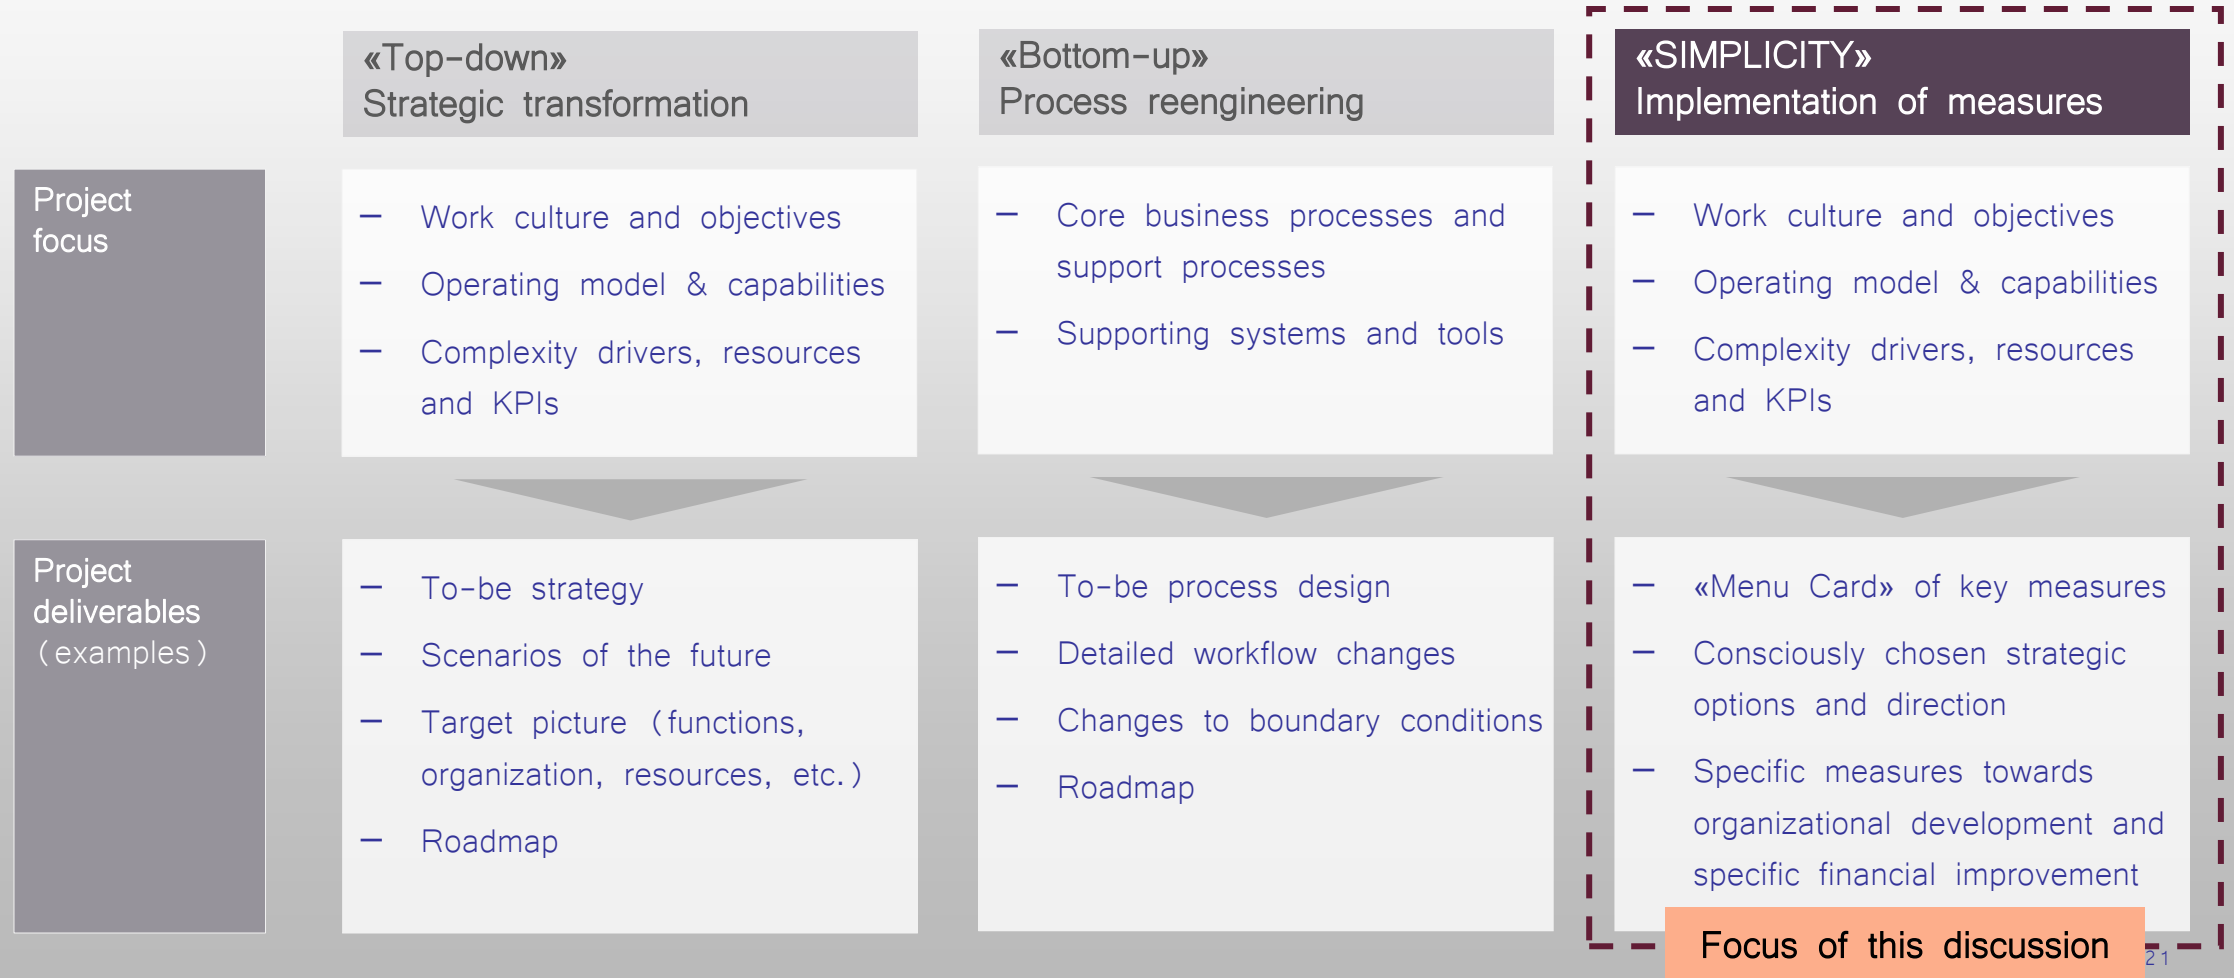 «Top-down»
Strategic transformation
«Bottom-up»
Process reengineering
«SIMPLICITY»
Implementation of measures
Project
focus
– Work culture and objectives
– Operating model & capabilities
– Complexity drivers, resources
and KPIs
– Core business processes and
support processes
– Supporting systems and tools
– Work culture and objectives
– Operating model & capabilities
– Complexity drivers, resources
and KPIs
Project
deliverables
(examples)
– To-be strategy
– Scenarios of the future
– Target picture (functions,
organization, resources, etc.)
– Roadmap
– To-be process design
– Detailed workflow changes
– Changes to boundary conditions
– Roadmap
– «Menu Card» of key measures
– Consciously chosen strategic
options and direction
– Specific measures towards
organizational development and
specific financial improvement
Focus of this discussion
21